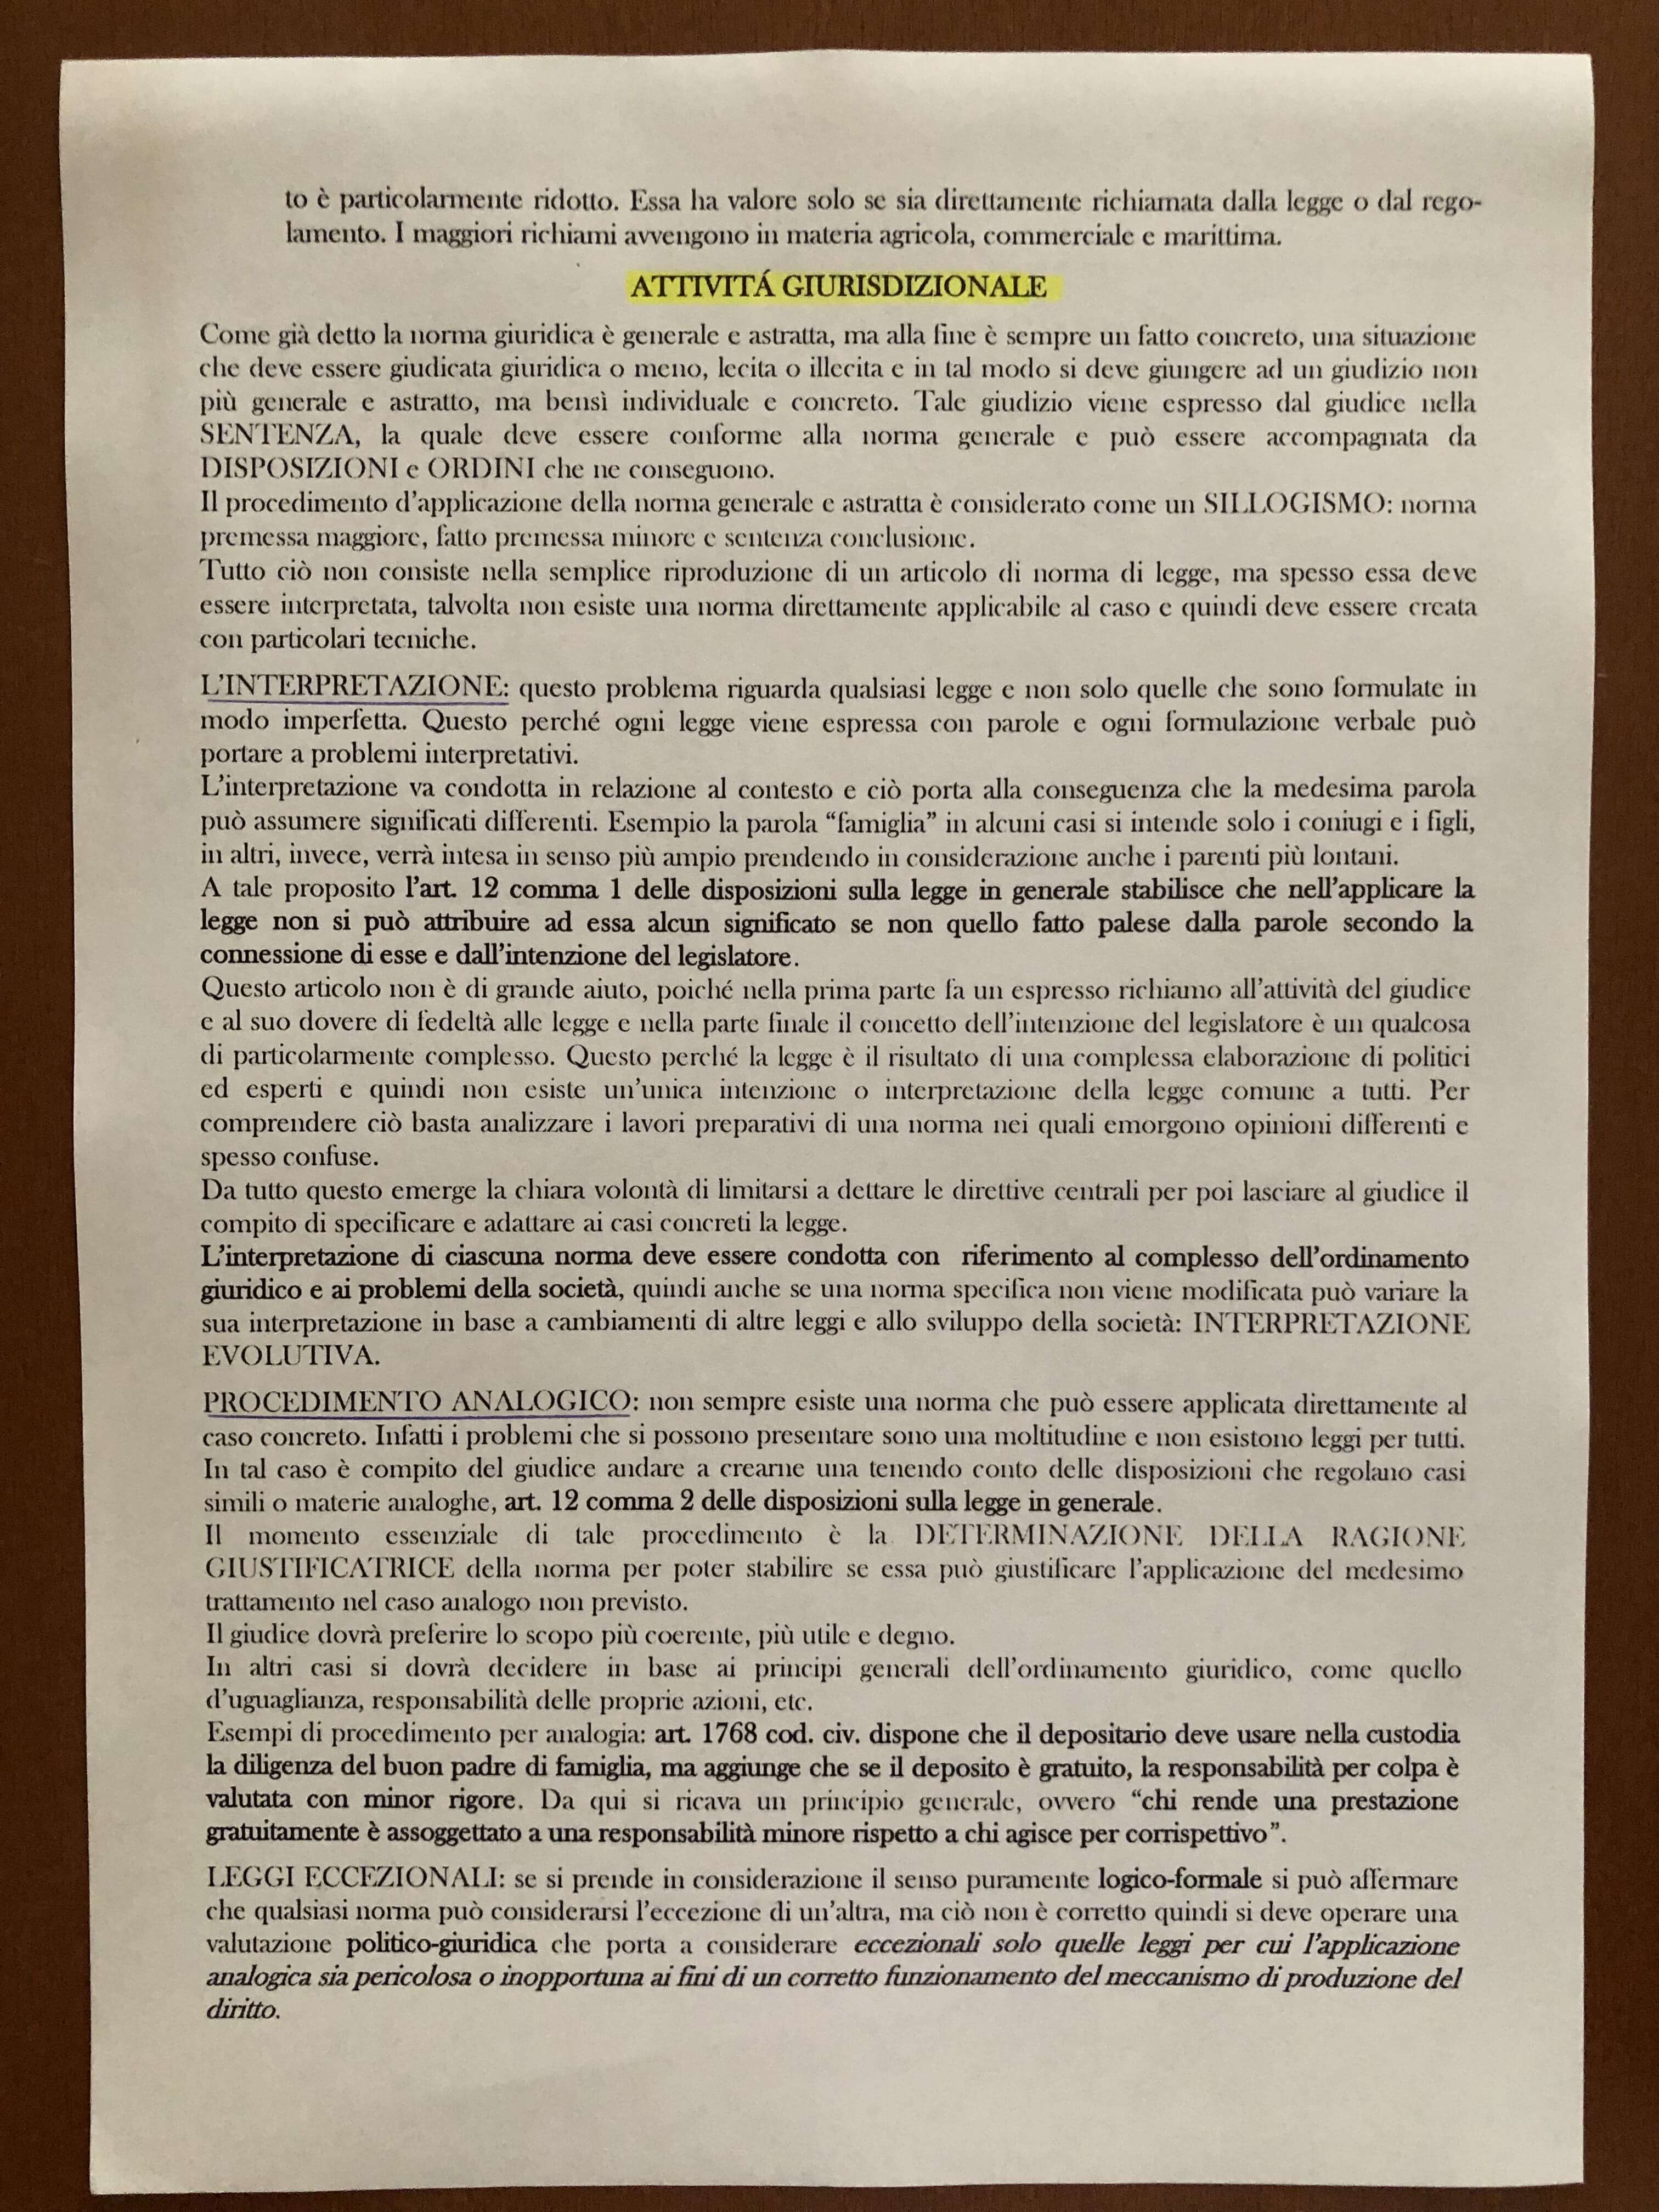 to è particolarmente ridotto. Essa ha valore solo se sia direttamente richiamata dalla legge o dal rego-
lamento. I maggiori richiami avvengono in materia agricola, commerciale e marittima.
ATTIVITÁ GIURISDIZIONALE
Come già detto la norma giuridica è generale e astratta, ma alla fine è sempre un fatto concreto, una situazione
che deve essere giudicata giuridica o meno, lecita o illecita e in tal modo si deve giungere ad un giudizio non
più generale e astratto, ma bensì individuale e concreto. Tale giudizio viene espresso dal giudice nella
SENTENZA, la quale deve essere conforme alla norma generale e può essere accompagnata da
DISPOSIZIONI e ORDINI che ne conseguono.
Il procedimento d'applicazione della norma generale e astratta è considerato come un SILLOGISMO: norma
premessa maggiore, fatto premessa minore e sentenza conclusione.
Tutto ciò non consiste nella semplice riproduzione di un articolo di norma di legge, ma spesso essa deve
essere interpretata, talvolta non esiste una norma direttamente applicabile al caso e quindi deve essere creata
con particolari tecniche.
L'INTERPRETAZIONE: questo problema riguarda qualsiasi legge e non solo quelle che sono formulate in
modo imperfetta. Questo perché ogni legge viene espressa con parole e ogni formulazione verbale può
portare a problemi interpretativi.
L'interpretazione va condotta in relazione al contesto e ciò porta alla conseguenza che la medesima parola
può assumere significati differenti. Esempio la parola “famiglia” in alcuni casi si intende solo i coniugi e i figli,
in altri, invece, verrà intesa in senso più ampio prendendo in considerazione anche i parenti più lontani.
A tale proposito l'art. 12 comma 1 delle disposizioni sulla legge in generale stabilisce che nell'applicare la
legge non si può attribuire ad essa alcun significato se non quello fatto palese dalla parole secondo la
connessione di esse e dall'intenzione del legislatore.
Questo articolo non è di grande aiuto, poiché nella prima parte fa un espresso richiamo all'attività del giudice
e al suo dovere di fedeltà alle legge e nella parte finale il concetto dell'intenzione del legislatore è un qualcosa
di particolarmente complesso. Questo perché la legge è il risultato di una complessa elaborazione di politici
ed esperti e quindi non esiste un'unica intenzione o interpretazione della legge comune a tutti. Per
comprendere ciò basta analizzare i lavori preparativi di una norma nei quali emorgono opinioni differenti e
spesso confuse.
Da tutto questo emerge la chiara volontà di limitarsi a dettare le direttive centrali per poi lasciare al giudice il
compito di specificare e adattare ai casi concreti la legge.
L'interpretazione di ciascuna norma deve essere condotta con riferimento al complesso dell'ordinamento
giuridico e ai problemi della società, quindi anche se una norma specifica non viene modificata può variare la
sua interpretazione in base a cambiamenti di altre leggi e allo sviluppo della società: INTERPRETAZIONE
EVOLUTIVA.
PROCEDIMENTO ANALOGICO: non sempre esiste una norma che può essere applicata direttamente al
caso concreto. Infatti i problemi che si possono presentare sono una moltitudine e non esistono leggi per tutti.
In tal caso è compito del giudice andare a crearne una tenendo conto delle disposizioni che regolano casi
simili o materie analoghe, art. 12 comma 2 delle disposizioni sulla legge in generale.
Il momento essenziale di tale procedimento è la DETERMINAZIONE DELLA RAGIONE
GIUSTIFICATRICE della norma per poter stabilire se essa può giustificare l'applicazione del medesimo
trattamento nel caso analogo non previsto.
Il giudice dovrà preferire lo scopo più coerente, più utile e degno.
In altri casi si dovrà decidere in base ai principi generali dell'ordinamento giuridico, come quello
d'uguaglianza, responsabilità delle proprie azioni, etc.
Esempi di procedimento per analogia: art. 1768 cod. civ. dispone che il depositario deve usare nella custodia
la diligenza del buon padre di famiglia, ma aggiunge che se il deposito è gratuito, la responsabilità per colpa è
valutata con minor rigore. Da qui si ricava un principio generale, ovvero “chi rende una prestazione
gratuitamente è assoggettato a una responsabilità minore rispetto a chi agisce per corrispettivo”.
LEGGI ECCEZIONALI: se si prende in considerazione il senso puramente logico-formale si può affermare
che qualsiasi norma può considerarsi l'eccezione di un'altra, ma ciò non è corretto quindi si deve operare una
valutazione politico-giuridica che porta a considerare eccezionali solo quelle leggi per cui l'applicazione
analogica sia pericolosa o inopportuna ai fini di un corretto funzionamento del meccanismo di produzione del
diritto.